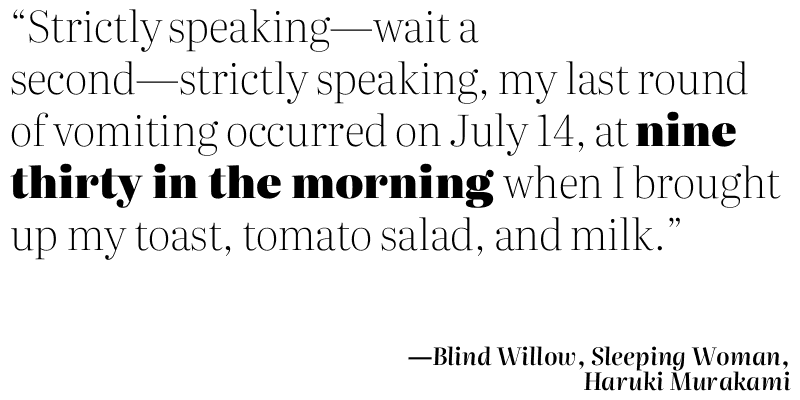 “Strictly speaking—wait a
second—strictly speaking, my last round
of vomiting occurred on July 14, at nine
thirty in the morning when I brought
up my toast, tomato salad, and milk.”
—Blind Willow, Sleeping Woman,
Haruki Murakami